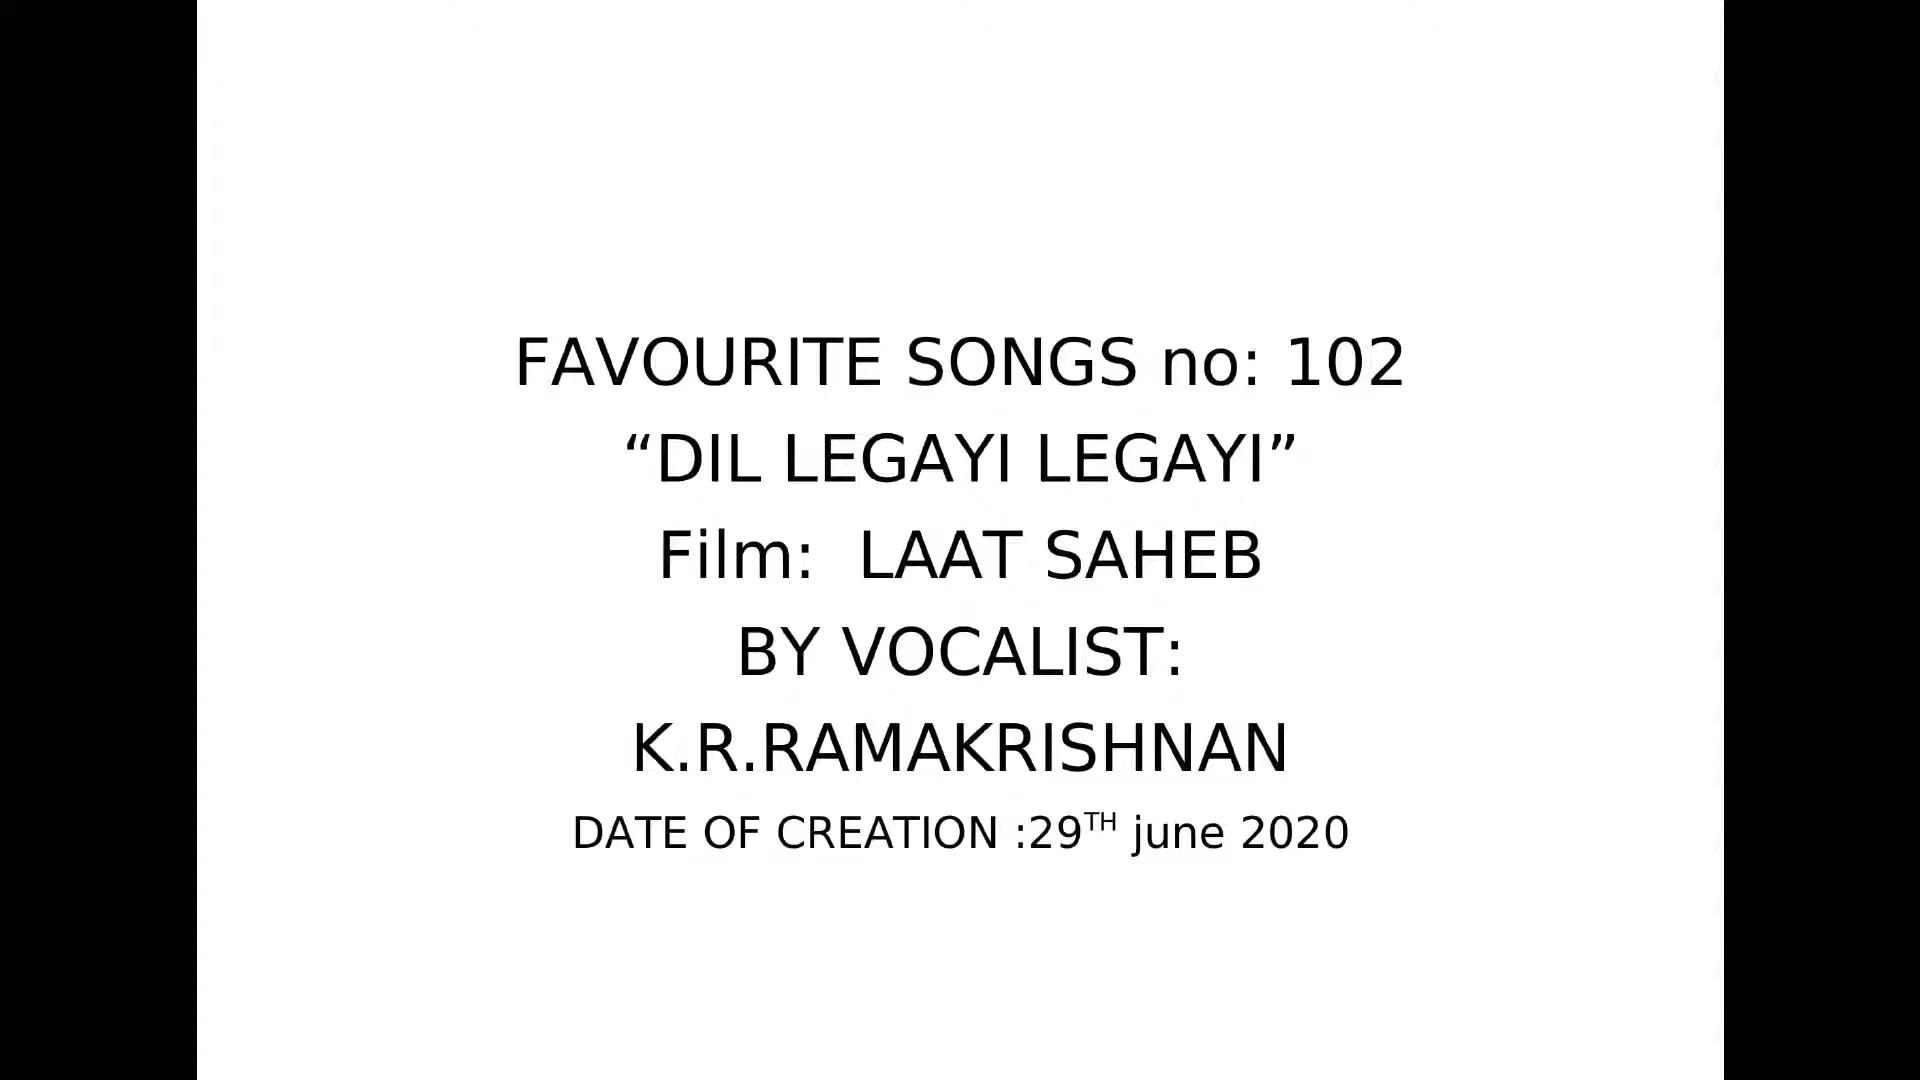 FAVOURITE SONGS no: 102
“DIL LEGAYI LEGAYI”
Film:  LAAT SAHEB
BY VOCALIST:
K.R.RAMAKRISHNAN
DATE OF CREATION :29TH june 2020